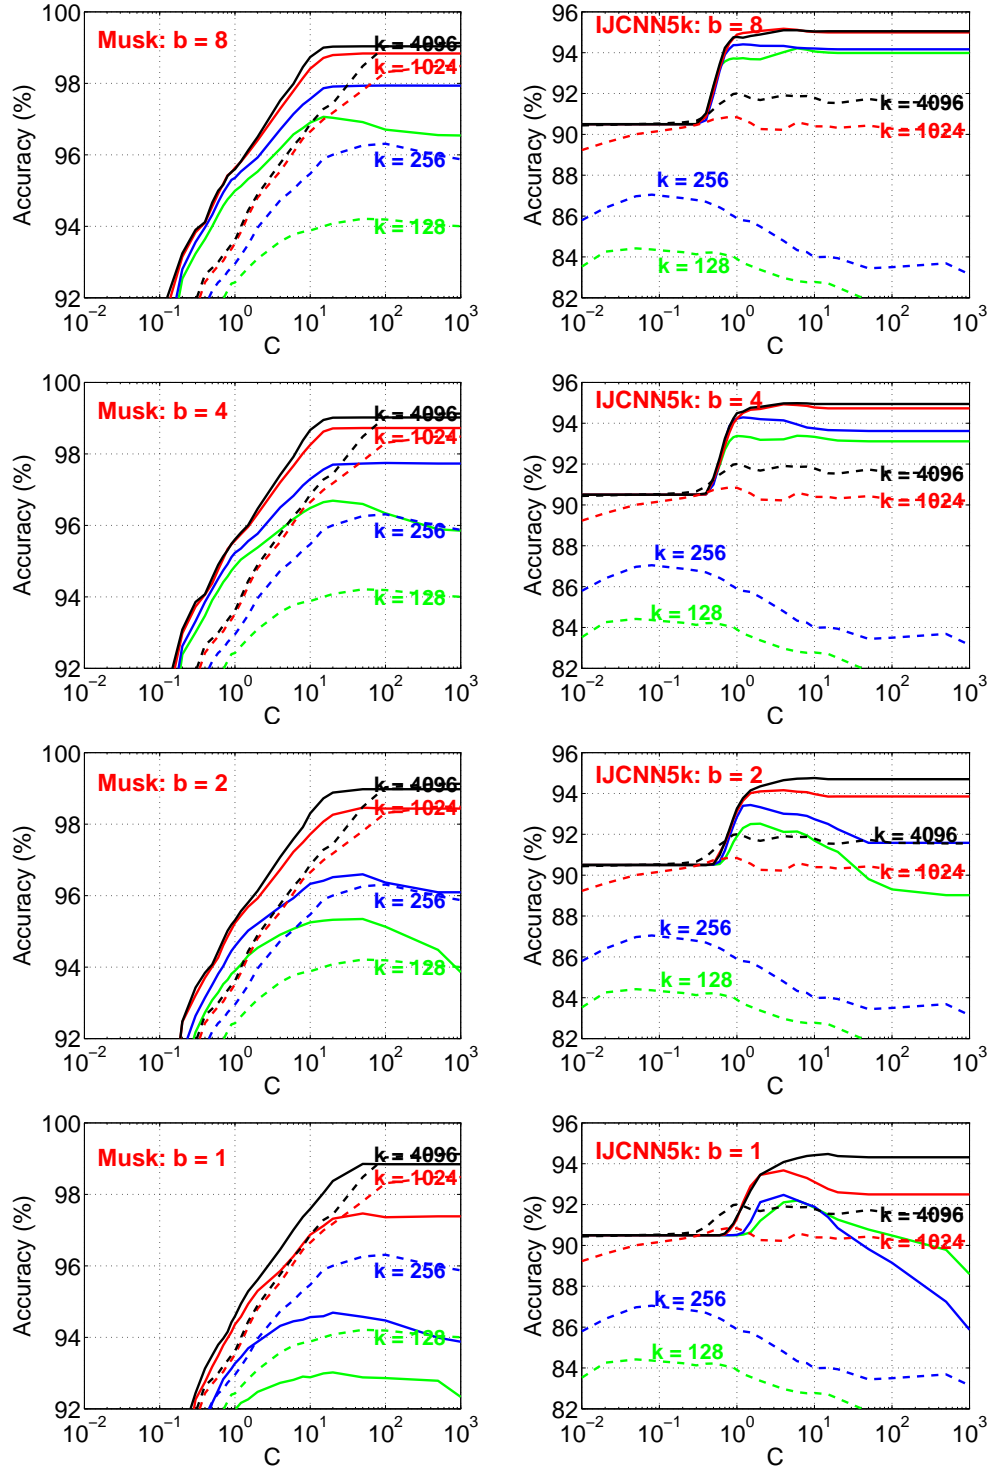 Musk: b = 8
100
98
96
94
92
Accuracy (%)
k = 4096
k = 1024
k = 256
k = 128
10^−2 10^−1 10^0 10^1 10^2 10^3
C
IJCNN5k: b = 8
96
94
92
90
88
86
84
82
Accuracy (%)
k = 4096
k = 1024
k = 256
k = 128
10^−2 10^−1 10^0 10^1 10^2 10^3
C
Musk: b = 4
100
98
96
94
92
Accuracy (%)
k = 4096
k = 1024
k = 256
k = 128
10^−2 10^−1 10^0 10^1 10^2 10^3
C
IJCNN5k: b = 4
96
94
92
90
88
86
84
82
Accuracy (%)
k = 4096
k = 1024
k = 256
k = 128
10^−2 10^−1 10^0 10^1 10^2 10^3
C
Musk: b = 2
100
98
96
94
92
Accuracy (%)
k = 4096
k = 1024
k = 256
k = 128
10^−2 10^−1 10^0 10^1 10^2 10^3
C
IJCNN5k: b = 2
96
94
92
90
88
86
84
82
Accuracy (%)
k = 4096
k = 1024
k = 256
k = 128
10^−2 10^−1 10^0 10^1 10^2 10^3
C
Musk: b = 1
100
98
96
94
92
Accuracy (%)
k = 4096
k = 1024
k = 256
k = 128
10^−2 10^−1 10^0 10^1 10^2 10^3
C
IJCNN5k: b = 1
96
94
92
90
88
86
84
82
Accuracy (%)
k = 4096
k = 1024
k = 256
k = 128
10^−2 10^−1 10^0 10^1 10^2 10^3
C